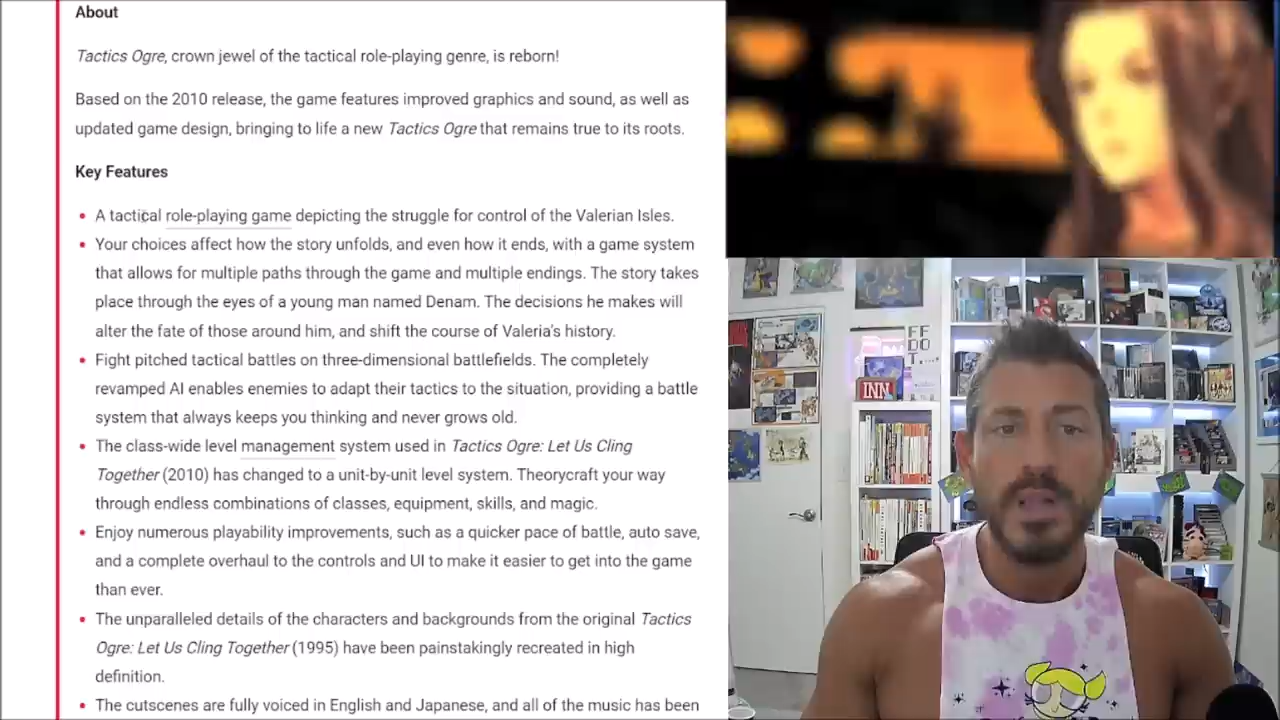 About
Tactics Ogre, crown jewel of the tactical role-playing genre, is reborn!
Based on the 2010 release, the game features improved graphics and sound, as well as
updated game design, bringing to life a new Tactics Ogre that remains true to its roots.
Key Features
A tactical role-playing game depicting the struggle for control of the Valerian Isles.
Your choices affect how the story unfolds, and even how it ends, with a game system
that allows for multiple paths through the game and multiple endings. The story takes
place through the eyes of a young man named Denam. The decisions he makes will
alter the fate of those around him, and shift the course of Valeria's history.
Fight pitched tactical battles on three-dimensional battlefields. The completely
revamped AI enables enemies to adapt their tactics to the situation, providing a battle
system that always keeps you thinking and never grows old.
The class-wide level management system used in Tactics Ogre: Let Us Cling
Together (2010) has changed to a unit-by-unit level system. Theorycraft your way
through endless combinations of classes, equipment, skills, and magic.
Enjoy numerous playability improvements, such as a quicker pace of battle, auto save,
and a complete overhaul to the controls and UI to make it easier to get into the game
than ever.
The unparalleled details of the characters and backgrounds from the original Tactics
Ogre: Let Us Cling Together (1995) have been painstakingly recreated in high
definition.
The cutscenes are fully voiced in English and Japanese, and all of the music has been
FF
DO
T....
INN